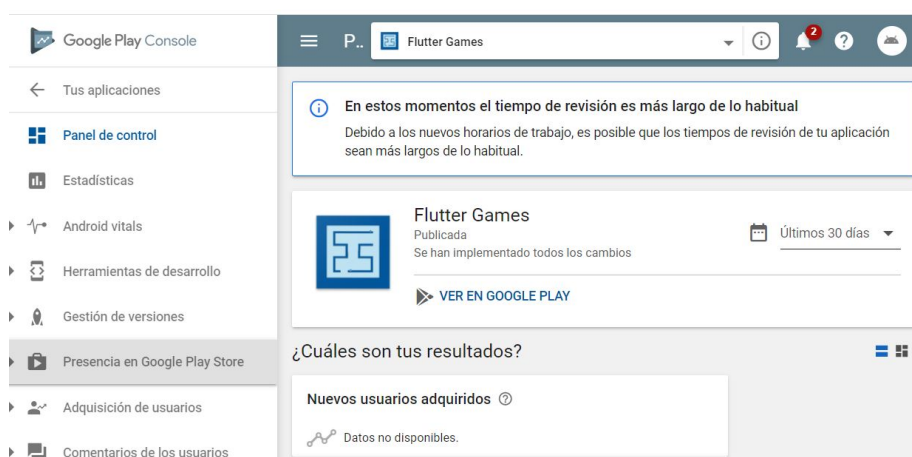 Google Play Console
Tus aplicaciones
Panel de control
Estadísticas
Android vitals
Herramientas de desarrollo
Gestión de versiones
Presencia en Google Play Store
Adquisición de usuarios
Comentarios de los usuarios
P.. Flutter Games 2
En estos momentos el tiempo de revisión es más largo de lo habitual
Debido a los nuevos horarios de trabajo, es posible que los tiempos de revisión de tu aplicación
sean más largos de lo habitual.
Flutter Games
Publicada
Se han implementado todos los cambios
Últimos 30 días
VER EN GOOGLE PLAY
¿Cuáles son tus resultados?
Nuevos usuarios adquiridos
Datos no disponibles.